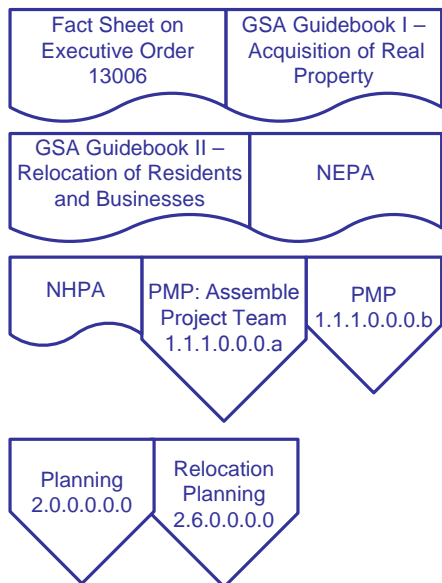 Fact Sheet on
Executive Order
13006
GSA Guidebook I –
Acquisition of Real
Property
GSA Guidebook II –
Relocation of Residents
and Businesses
NEPA
NHPA
PMP: Assemble
Project Team
1.1.1.0.0.0.a
PMP
1.1.1.0.0.0.b
Planning
2.0.0.0.0.0
Relocation
Planning
2.6.0.0.0.0